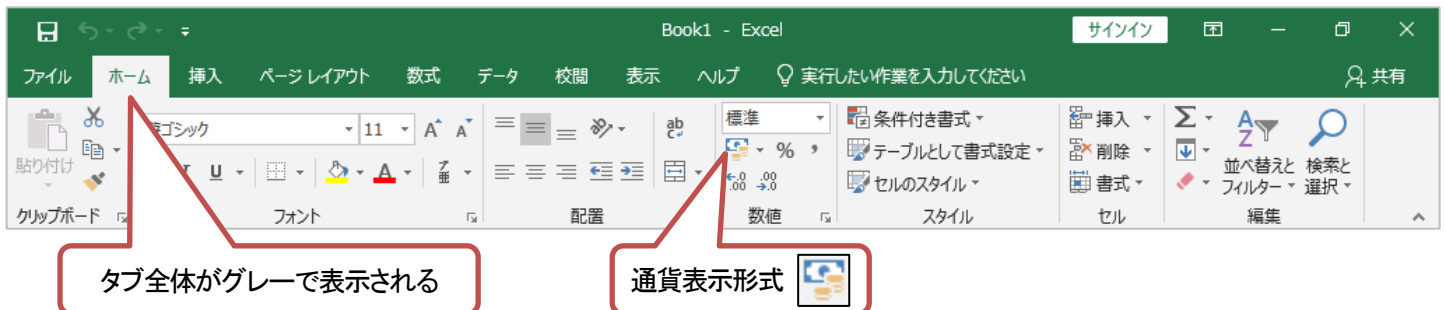 Book1 - Excel
サインイン
ファイル ホーム 挿入 ページ レイアウト 数式 データ 校閲 表示 ヘルプ 実行したい作業を入力してください 共有
貼り付け
ゴシック 11 A A
U A
ab
標準
% ,
.00 .0
条件付き書式
テーブルとして書式設定
セルのスタイル
挿入
削除
書式
Σ
並べ替えと
フィルター
検索と
選択
クリップボード フォント 配置 数値 スタイル セル 編集
タブ全体がグレーで表示される
通貨表示形式